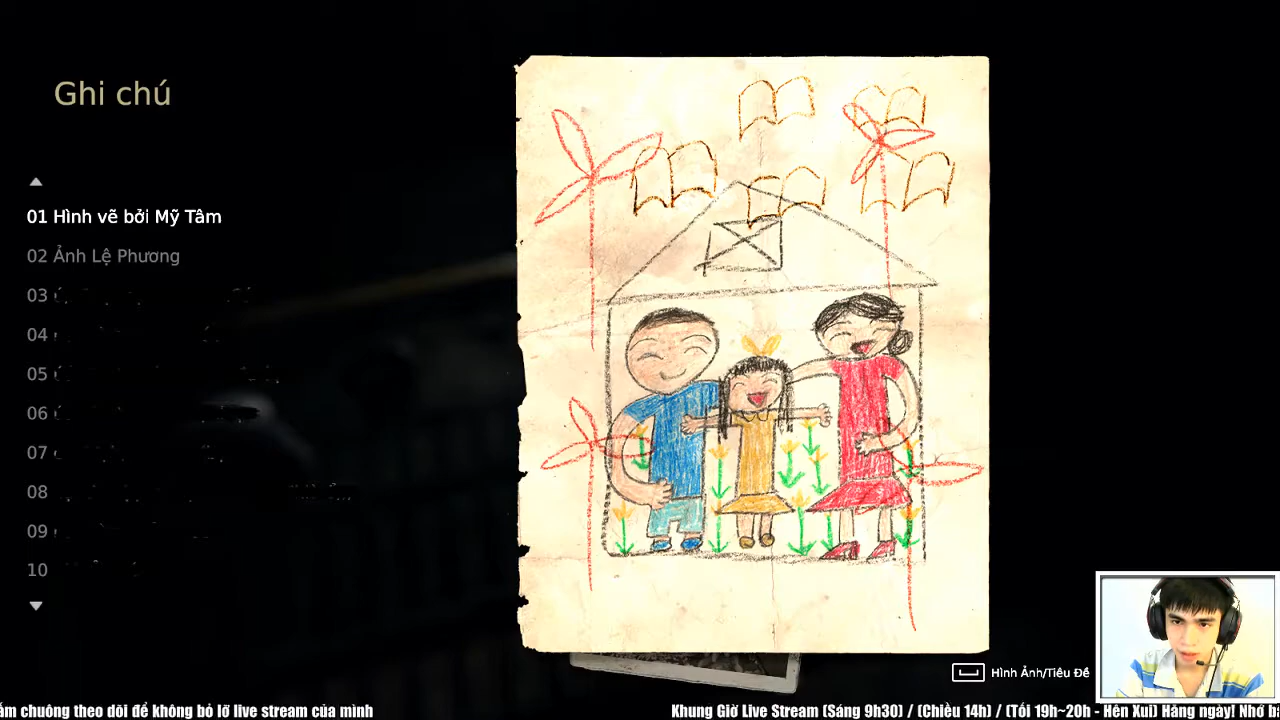 Ghi chú
01 Hình vẽ bởi Mỹ Tâm
02 Ảnh Lệ Phương
03
04
05
06
07
08
09
10
Hình Ảnh/Tiêu Đề
chuông theo dõi để không bỏ lỡ live stream của mình
Khung Giờ Live Stream (Sáng 9h30) / (Chiều 14h) / (Tối 19h~20h - Hên Xui) Hàng ngày! Nhớ